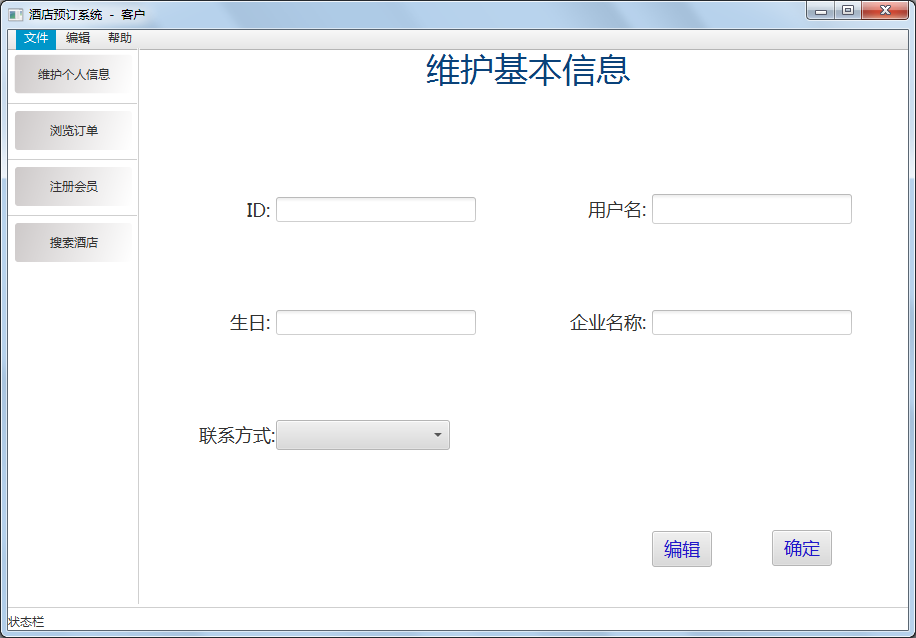 酒店预订系统 - 客户
文件 编辑 帮助
维护个人信息
浏览订单
注册会员
搜索酒店
维护基本信息
ID: 用户名:
生日: 企业名称:
联系方式:
编辑 确定
状态栏